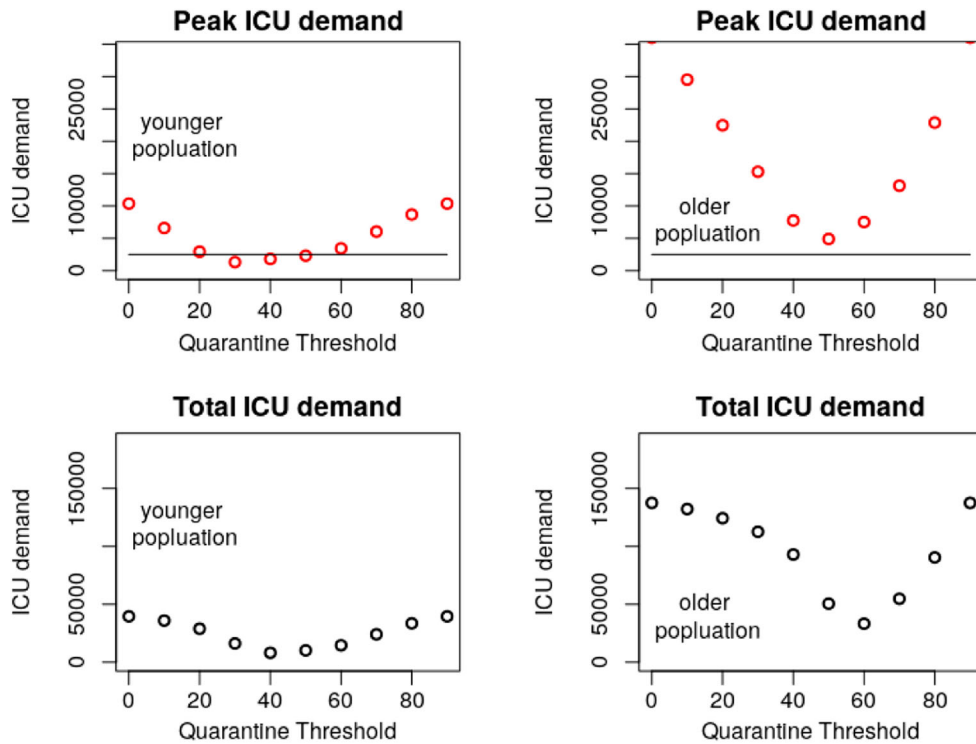 Peak ICU demand
ICU demand
0
10000
25000
younger
popluation
0 20 40 60 80
Quarantine Threshold
Peak ICU demand
ICU demand
0
10000
25000
older
popluation
0 20 40 60 80
Quarantine Threshold
Total ICU demand
ICU demand
0
50000
150000
younger
popluation
0 20 40 60 80
Quarantine Threshold
Total ICU demand
ICU demand
0
50000
150000
older
popluation
0 20 40 60 80
Quarantine Threshold